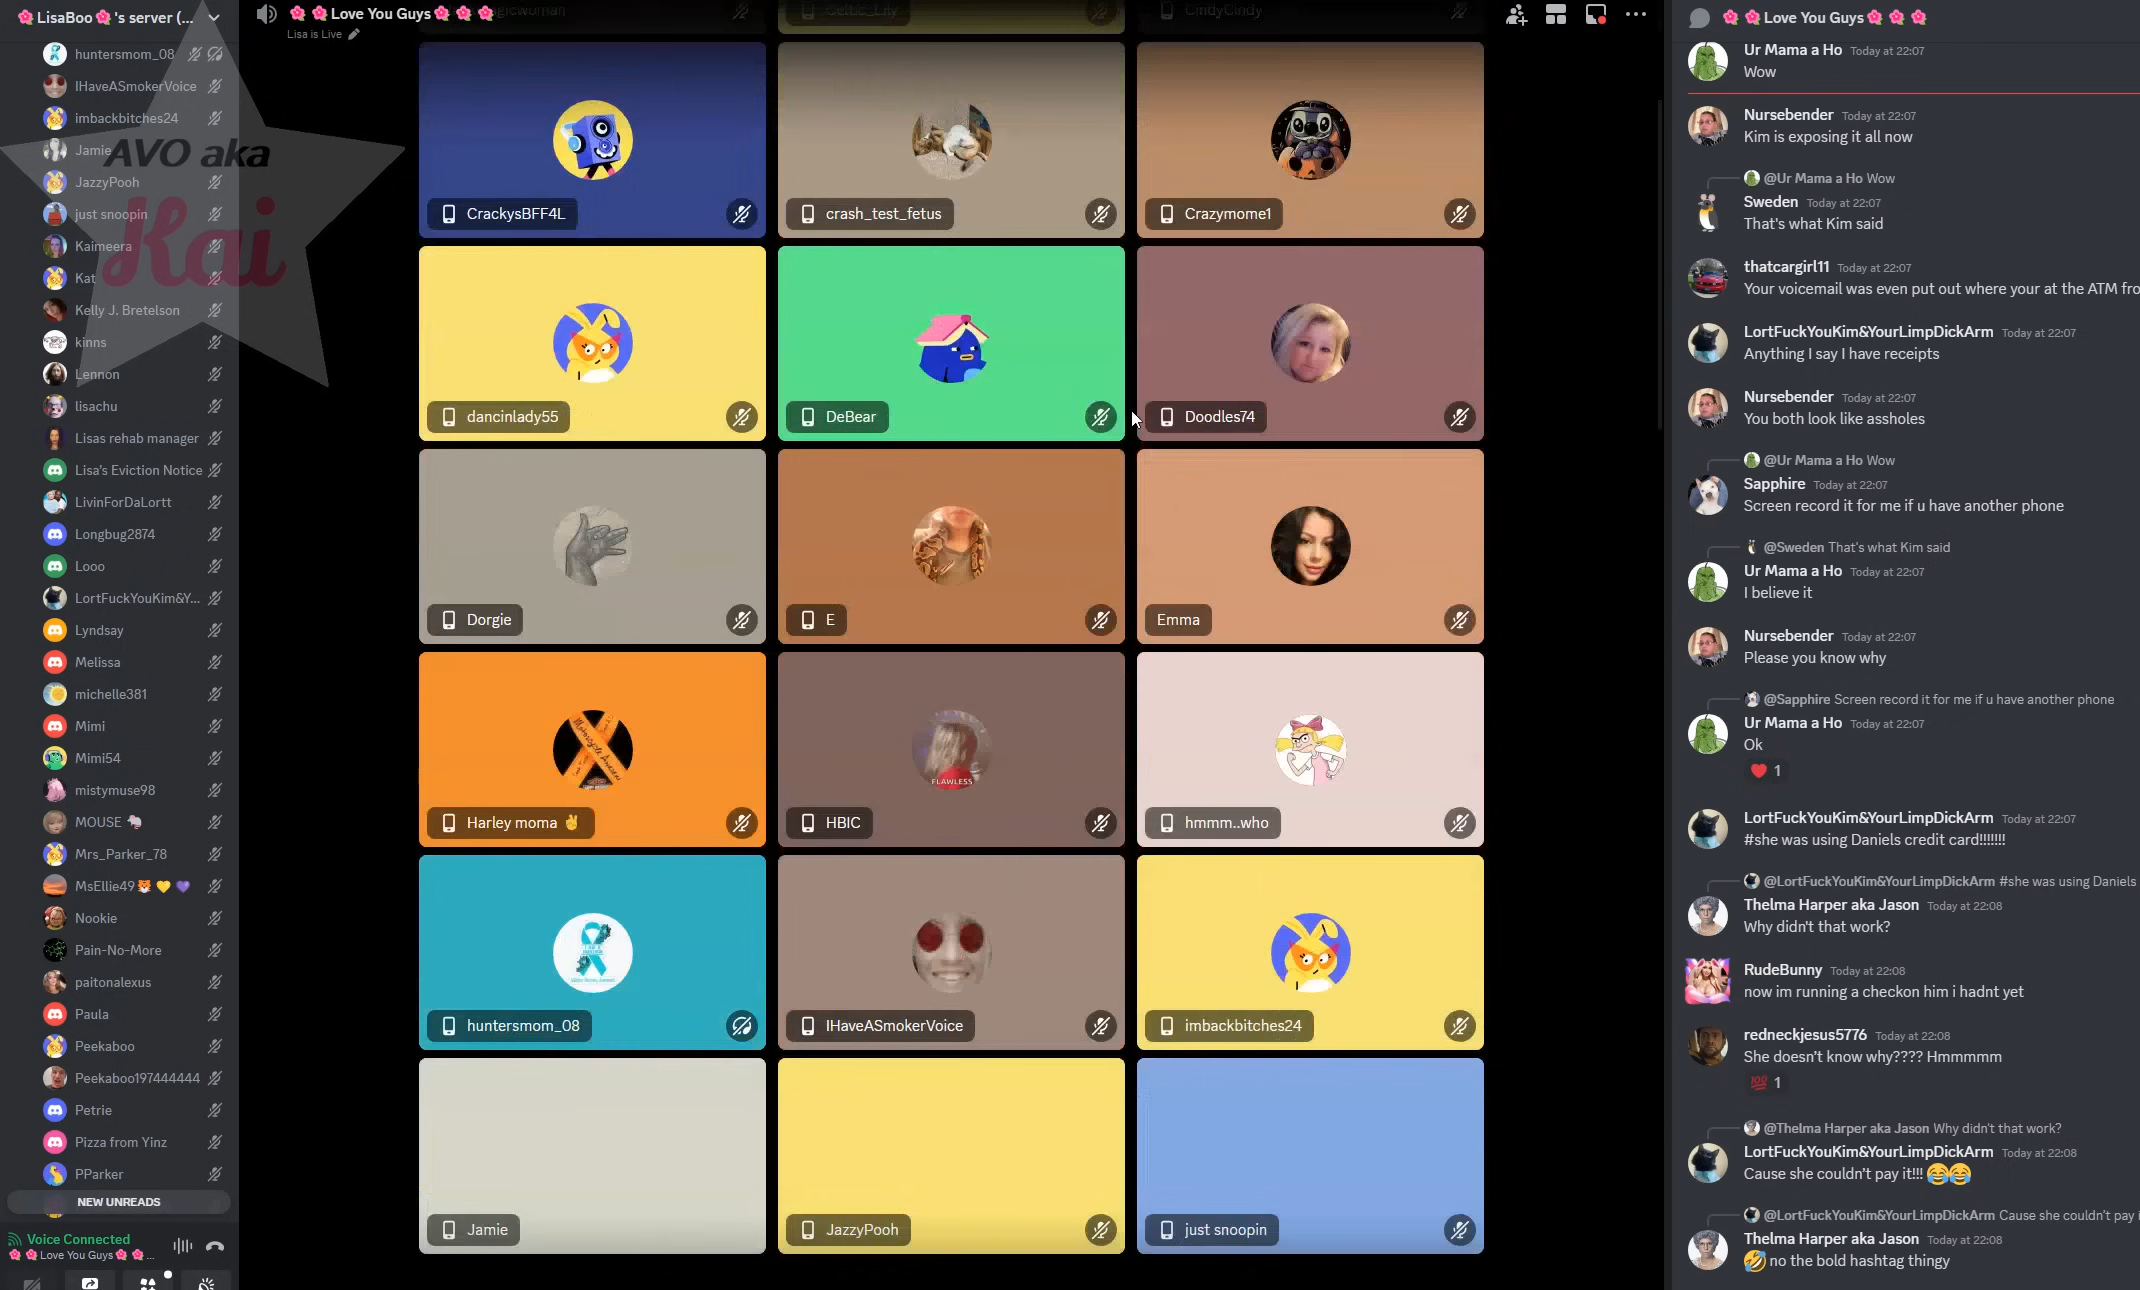 🌸LisaBoo🌸's server (...
huntersmom_08
IHaveASmokerVoice
imbackbitches24
Jamie
JazzyPooh
just snoopin
Kaimeera
Kat
Kelly J. Bretelson
kinns
Lennon
lisachu
Lisas rehab manager
Lisa's Eviction Notice
LivinForDaLortt
Longbug2874
Looo
LortFuckYouKim&Y...
Lyndsay
Melissa
michelle381
Mimi
Mimi54
mistymuse98
MOUSE 🐁
Mrs_Parker_78
MsEllie49🐯 💛 💜
Nookie
Pain-No-More
paitonalexus
Paula
Peekaboo
Peekaboo197444444
Petrie
Pizza from Yinz
PParker
NEW UNREADS
Voice Connected
🌸 🌸Love You Guys🌸 🌸 ...
AVO aka
Kai
🌸 🌸Love You Guys🌸 🌸 🌸
Lisa is Live
Celtic_Lily
CindyCindy
CrackysBFF4L
crash_test_fetus
Crazymome1
dancinlady55
DeBear
Doodles74
Dorgie
E
Emma
Harley moma ✌️
HBIC
FLAWLESS
hmmm..who
huntersmom_08
IHaveASmokerVoice
imbackbitches24
Jamie
JazzyPooh
just snoopin
🌸 🌸Love You Guys🌸 🌸 🌸
Ur Mama a Ho Today at 22:07
Wow
Nursebender Today at 22:07
Kim is exposing it all now
@Ur Mama a Ho Wow
Sweden Today at 22:07
That's what Kim said
thatcargirl11 Today at 22:07
Your voicemail was even put out where your at the ATM fro
LortFuckYouKim&YourLimpDickArm Today at 22:07
Anything I say I have receipts
Nursebender Today at 22:07
You both look like assholes
@Ur Mama a Ho Wow
Sapphire Today at 22:07
Screen record it for me if u have another phone
@Sweden That's what Kim said
Ur Mama a Ho Today at 22:07
I believe it
Nursebender Today at 22:07
Please you know why
@Sapphire Screen record it for me if u have another phone
Ur Mama a Ho Today at 22:07
Ok
❤️ 1
LortFuckYouKim&YourLimpDickArm Today at 22:07
#she was using Daniels credit card!!!!!!!
@LortFuckYouKim&YourLimpDickArm #she was using Daniels
Thelma Harper aka Jason Today at 22:08
Why didn't that work?
RudeBunny Today at 22:08
now im running a checkon him i hadnt yet
redneckjesus5776 Today at 22:08
She doesn't know why???? Hmmmmm
💯 1
@Thelma Harper aka Jason Why didn't that work?
LortFuckYouKim&YourLimpDickArm Today at 22:08
Cause she couldn't pay it!!! 😂😂
@LortFuckYouKim&YourLimpDickArm Cause she couldn't pay i
Thelma Harper aka Jason Today at 22:08
🤣 no the bold hashtag thingy